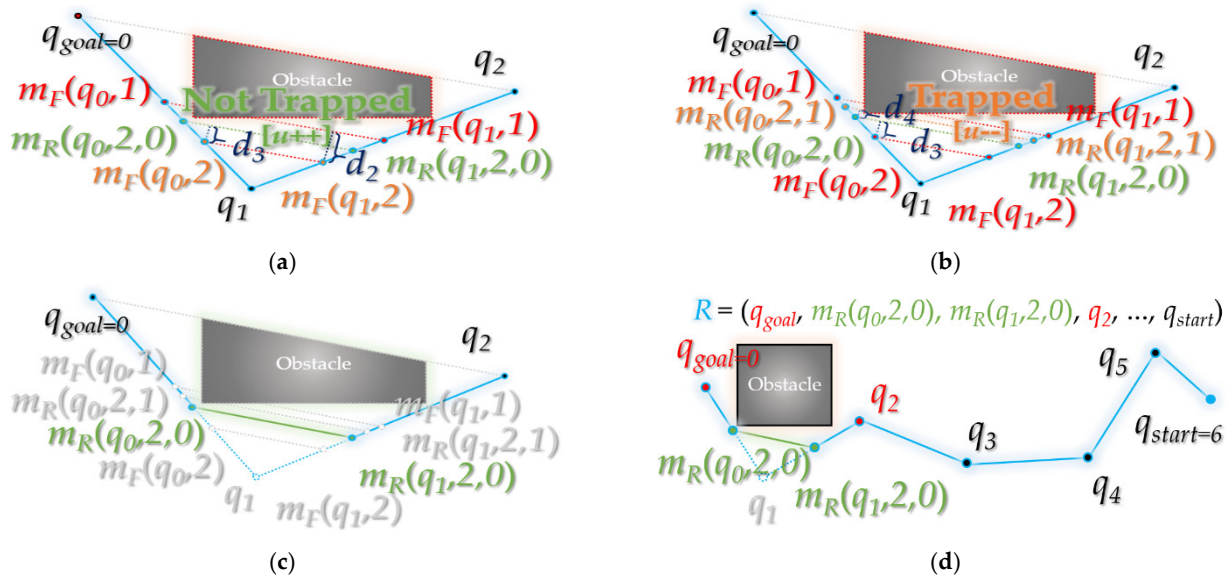 q_goal=0
q_2
Obstacle
m_F(q_0,1)
Not Trapped
[u++]
m_F(q_1,1)
m_R(q_0,2,0)
d_3
d_2
m_R(q_1,2,0)
m_F(q_0,2)
q_1
m_F(q_1,2)
(a)
q_goal=0
q_2
Obstacle
m_F(q_0,1)
Trapped
[u--]
d_4
m_F(q_1,1)
m_R(q_0,2,1)
m_R(q_1,2,1)
m_R(q_0,2,0)
d_3
m_R(q_1,2,0)
m_F(q_0,2)
q_1
m_F(q_1,2)
(b)
q_goal=0
q_2
Obstacle
m_F(q_0,1)
m_F(q_1,1)
m_R(q_0,2,1)
m_R(q_1,2,1)
m_R(q_0,2,0)
m_R(q_1,2,0)
m_F(q_0,2)
q_1
m_F(q_1,2)
(c)
R = (q_goal, m_R(q_0,2,0), m_R(q_1,2,0), q_2, ..., q_start)
q_goal=0
Obstacle
q_2
q_5
q_3
q_start=6
m_R(q_0,2,0)
q_4
q_1
m_R(q_1,2,0)
(d)